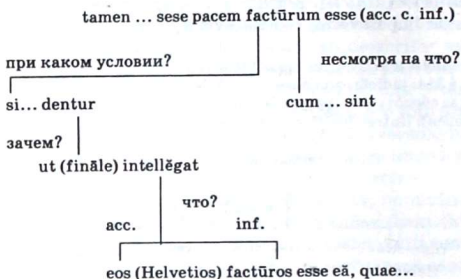 tamen ... sese pacem factūrum esse (acc. c. inf.)
при каком условии? несмотря на что?
si... dentur cum ... sint
зачем?
ut (fināle) intellĕgat
что?
acc. inf.
eos (Helvetios) factūros esse eă, quae...